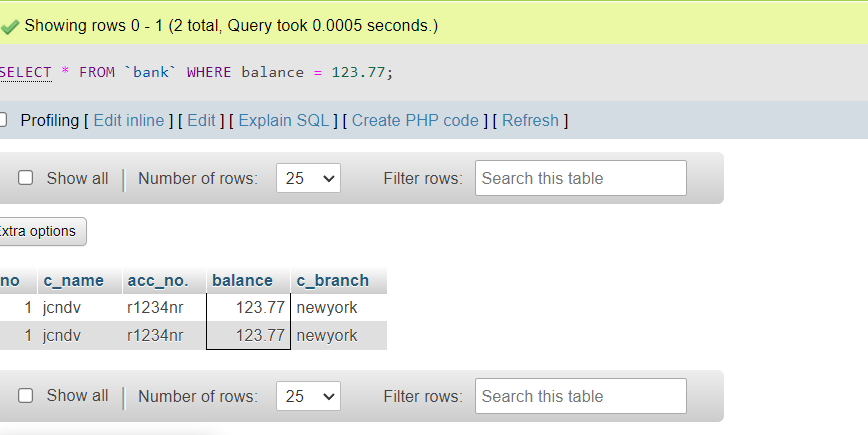 Showing rows 0 - 1 (2 total, Query took 0.0005 seconds.)
SELECT * FROM `bank` WHERE balance = 123.77;
Profiling [ Edit inline ] [ Edit ] [ Explain SQL ] [ Create PHP code ] [ Refresh ]
Show all | Number of rows: 25 Filter rows: Search this table
Extra options
no c_name acc_no. balance c_branch
1 jcndv r1234nr 123.77 newyork
1 jcndv r1234nr 123.77 newyork
Show all | Number of rows: 25 Filter rows: Search this table